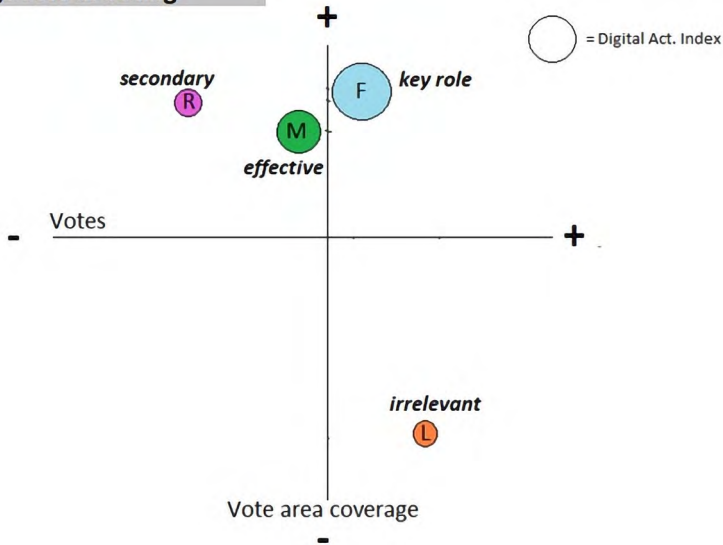 +
= Digital Act. Index
secondary
key role
R
F
M
effective
Votes
-
+
irrelevant
L
Vote area coverage
-